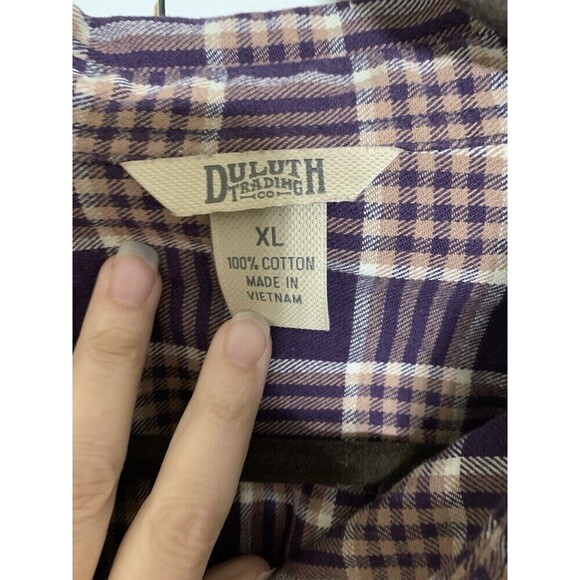 DULUTH
TRADING
CO
XL
100% COTTON
MADE IN
VIETNAM